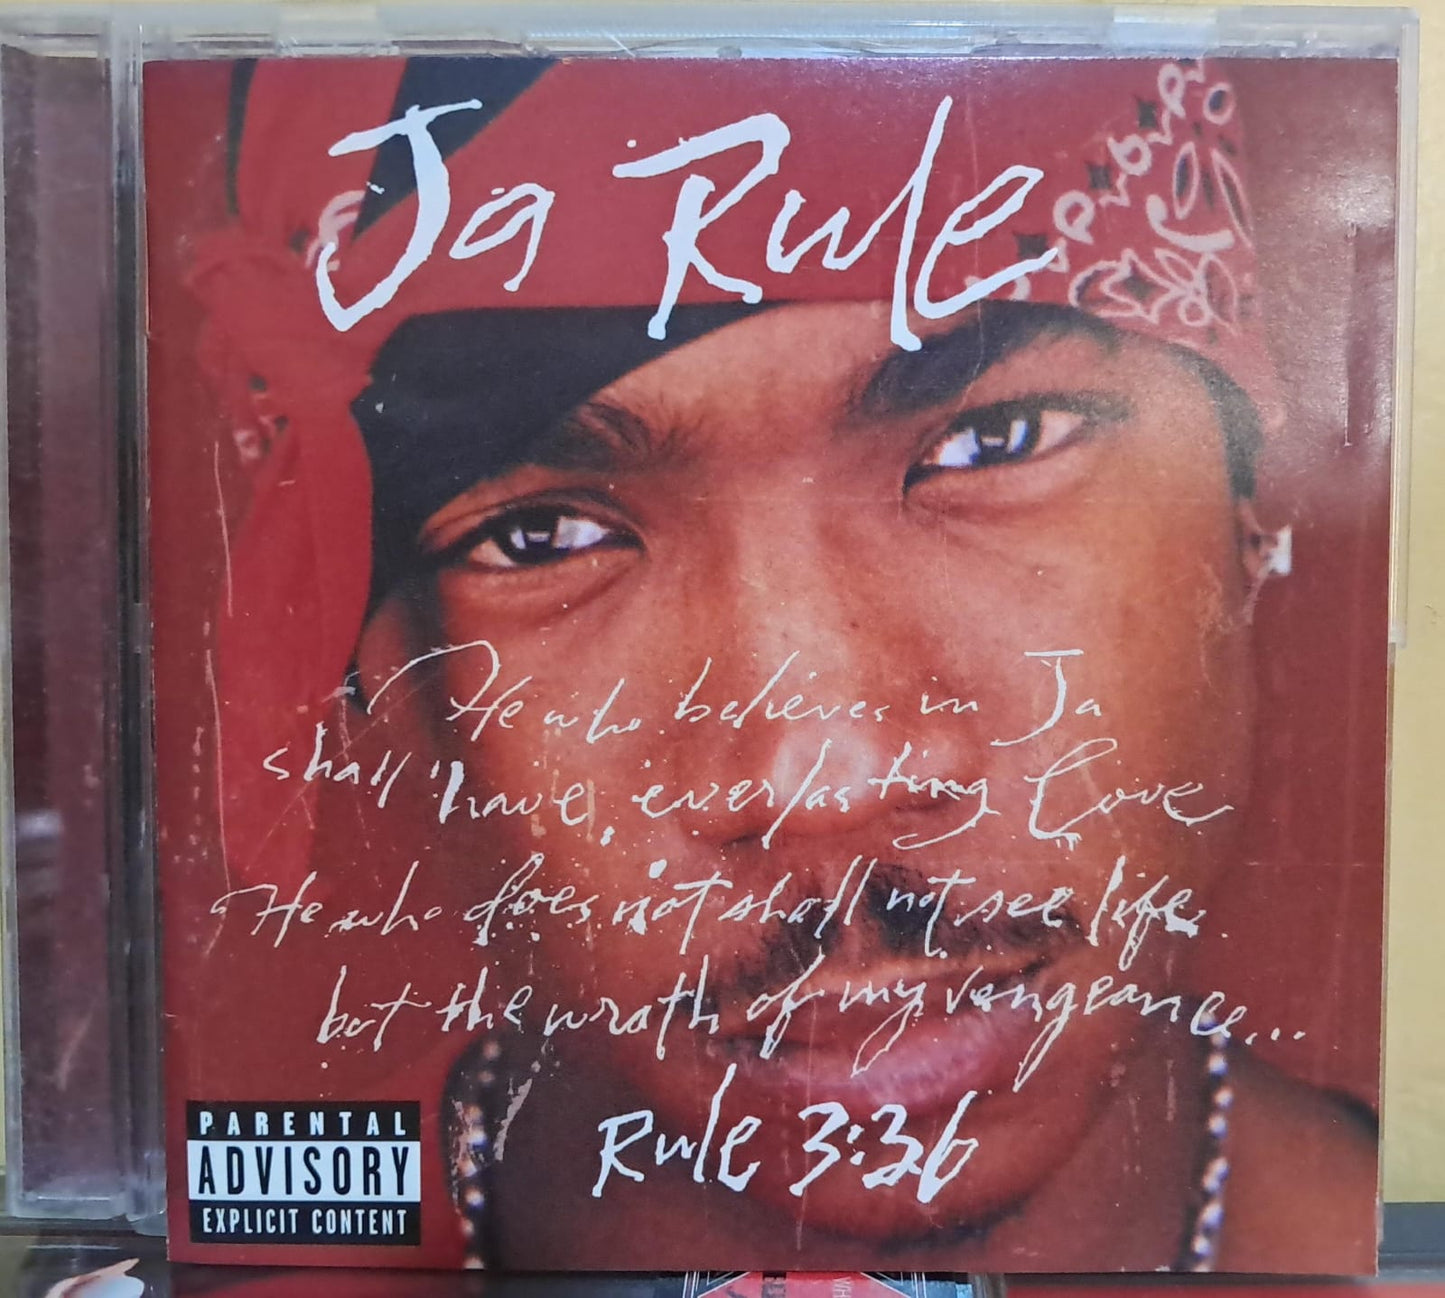 Ja Rule
He who believes in Ja
shall have everlasting Love
He who does not shall not see life
but the wrath of my vengeance...
Rule 3:36
PARENTAL
ADVISORY
EXPLICIT CONTENT